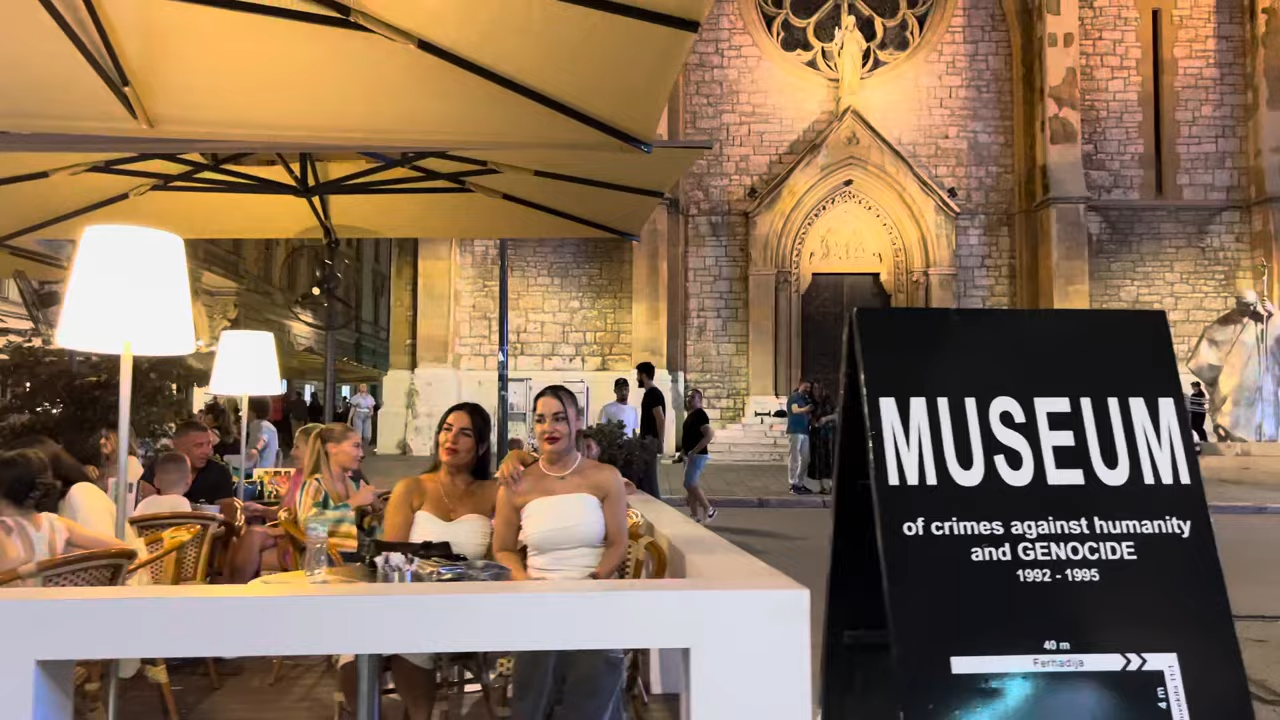 MUSEUM
of crimes against humanity
and GENOCIDE
1992 - 1995
40 m
Ferhadija
4 m